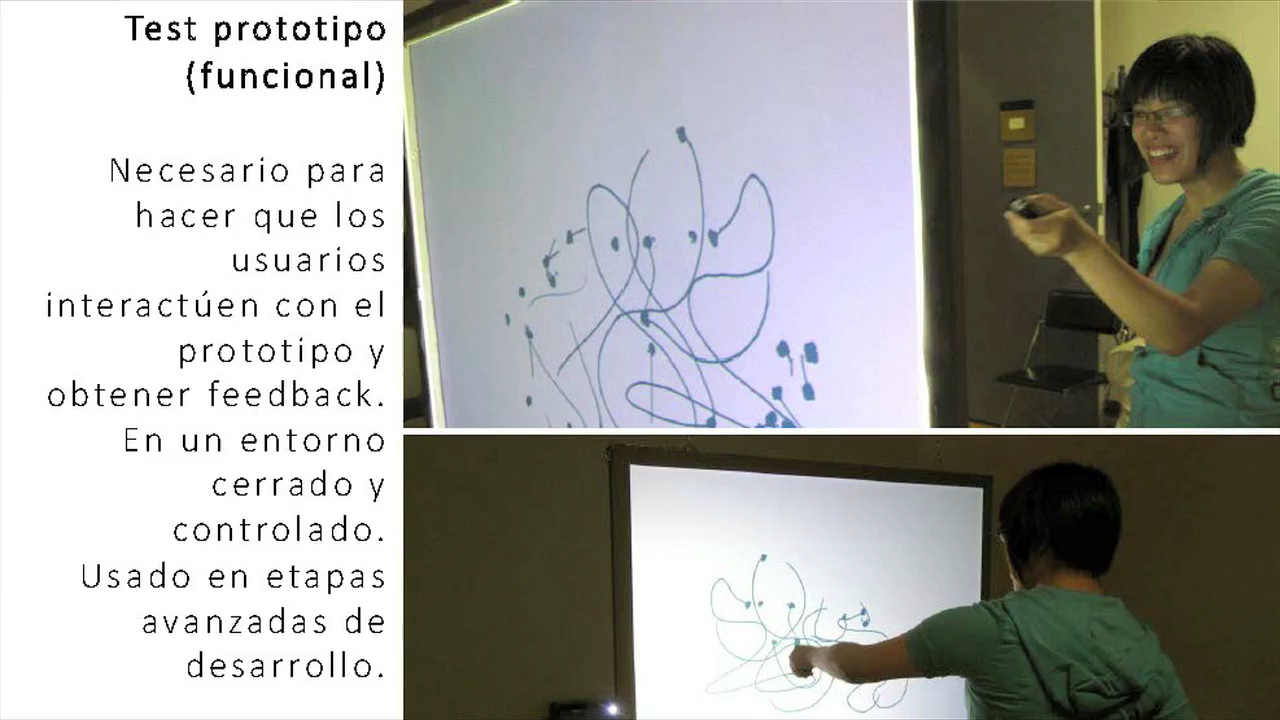 Test prototipo
(funcional)
Necesario para
hacer que los
usuarios
interactúen con el
prototipo y
obtener feedback.
En un entorno
cerrado y
controlado.
Usado en etapas
avanzadas de
desarrollo.